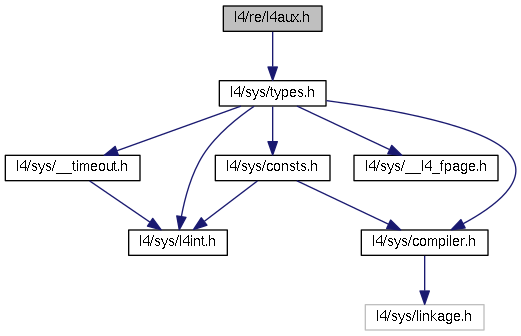 l4/re/l4aux.h
l4/sys/types.h
l4/sys/__timeout.h
l4/sys/consts.h
l4/sys/__l4_fpage.h
l4/sys/l4int.h
l4/sys/compiler.h
l4/sys/linkage.h